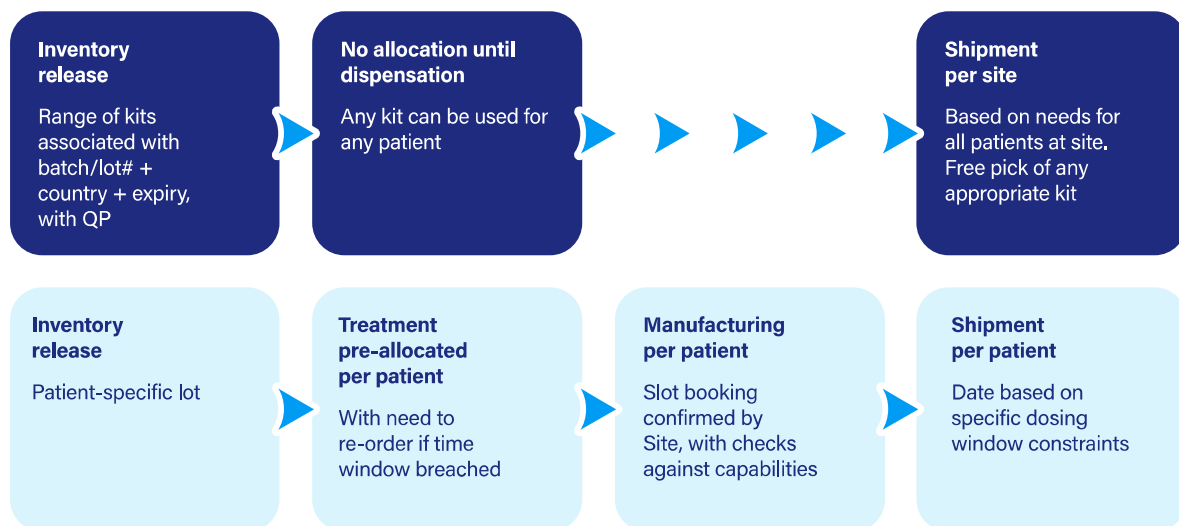 Inventory
release
Range of kits
associated with
batch/lot# +
country + expiry,
with QP
No allocation until
dispensation
Any kit can be used for
any patient
Shipment
per site
Based on needs for
all patients at site.
Free pick of any
appropriate kit
Inventory
release
Patient-specific lot
Treatment
pre-allocated
per patient
With need to
re-order if time
window breached
Manufacturing
per patient
Slot booking
confirmed by
Site, with checks
against capabilities
Shipment
per patient
Date based on
specific dosing
window constraints